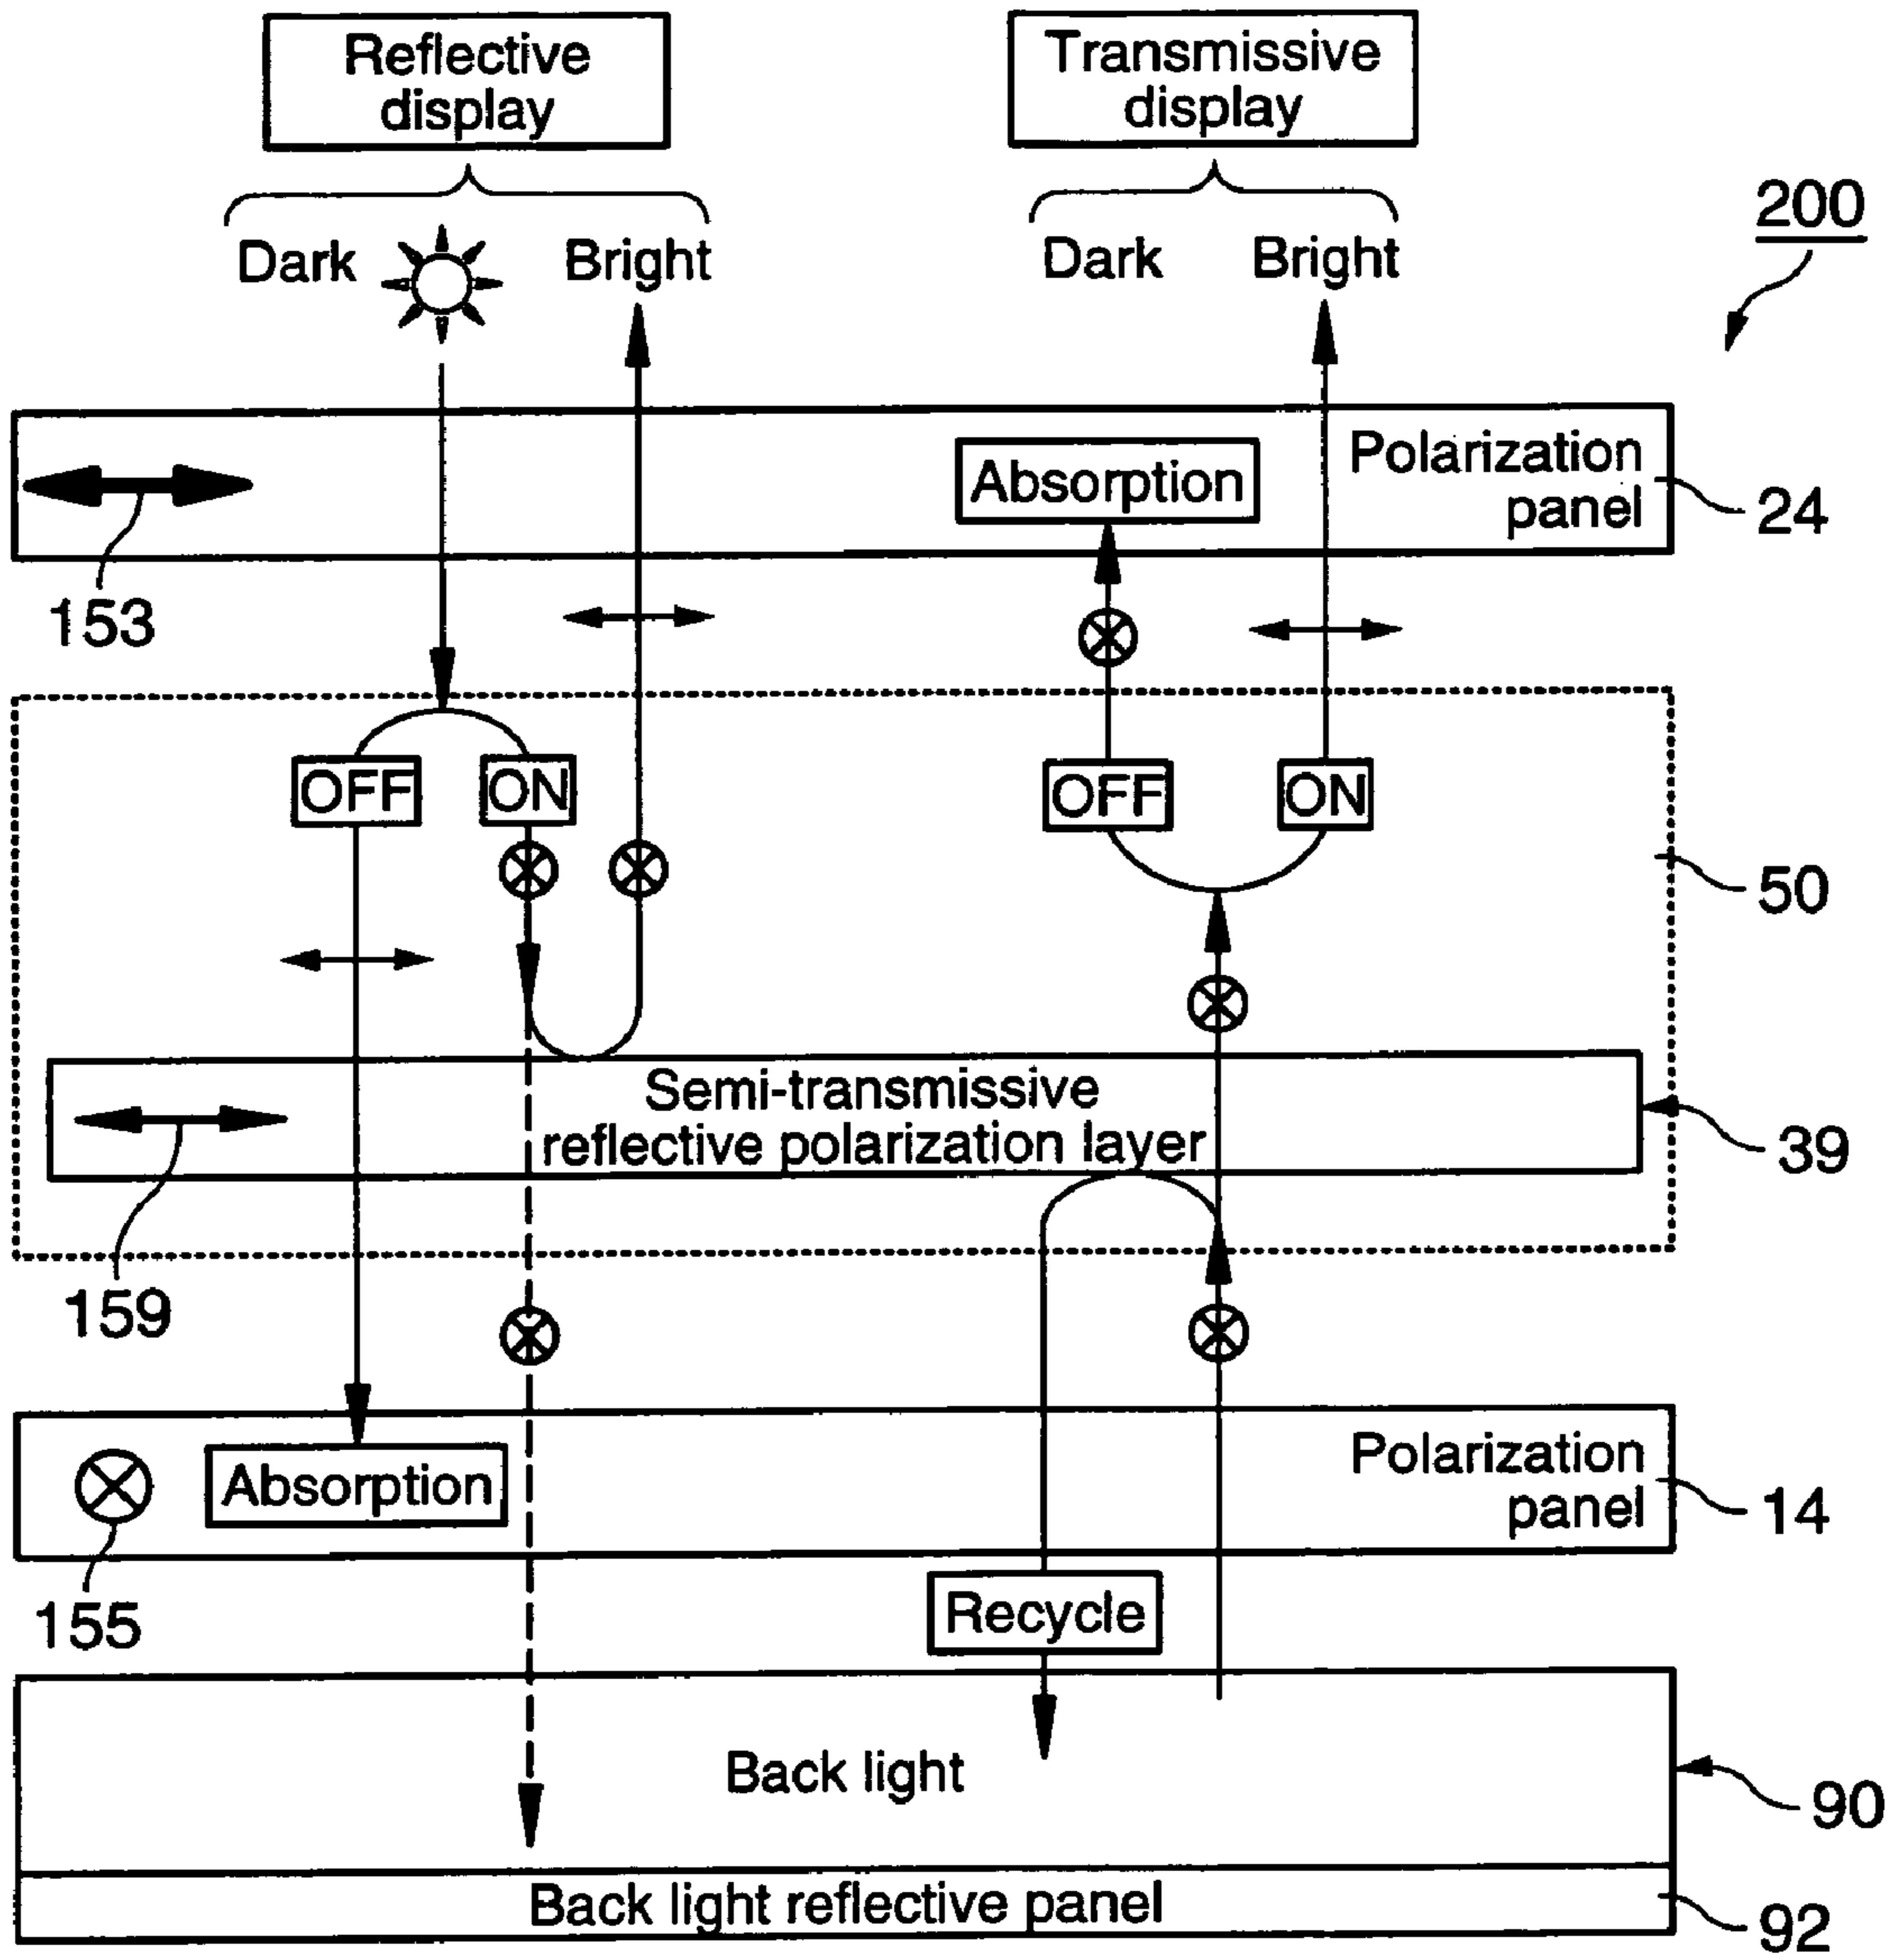 Reflective
display
Transmissive
display
200
Dark
Bright
Dark
Bright
Polarization
panel
Absorption
24
153
OFF
ON
OFF
ON
50
Semi-transmissive
reflective polarization layer
39
159
Polarization
panel
Absorption
14
155
Recycle
Back light
90
Back light reflective panel
92